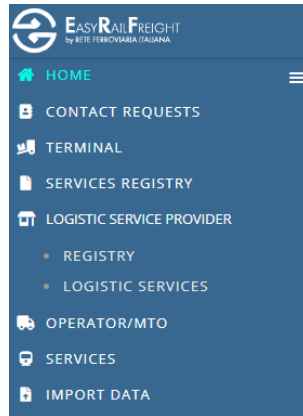 EASYRAILFREIGHT
by RETE FERROVIARIA ITALIANA
HOME
CONTACT REQUESTS
TERMINAL
SERVICES REGISTRY
LOGISTIC SERVICE PROVIDER
REGISTRY
LOGISTIC SERVICES
OPERATOR/MTO
SERVICES
IMPORT DATA